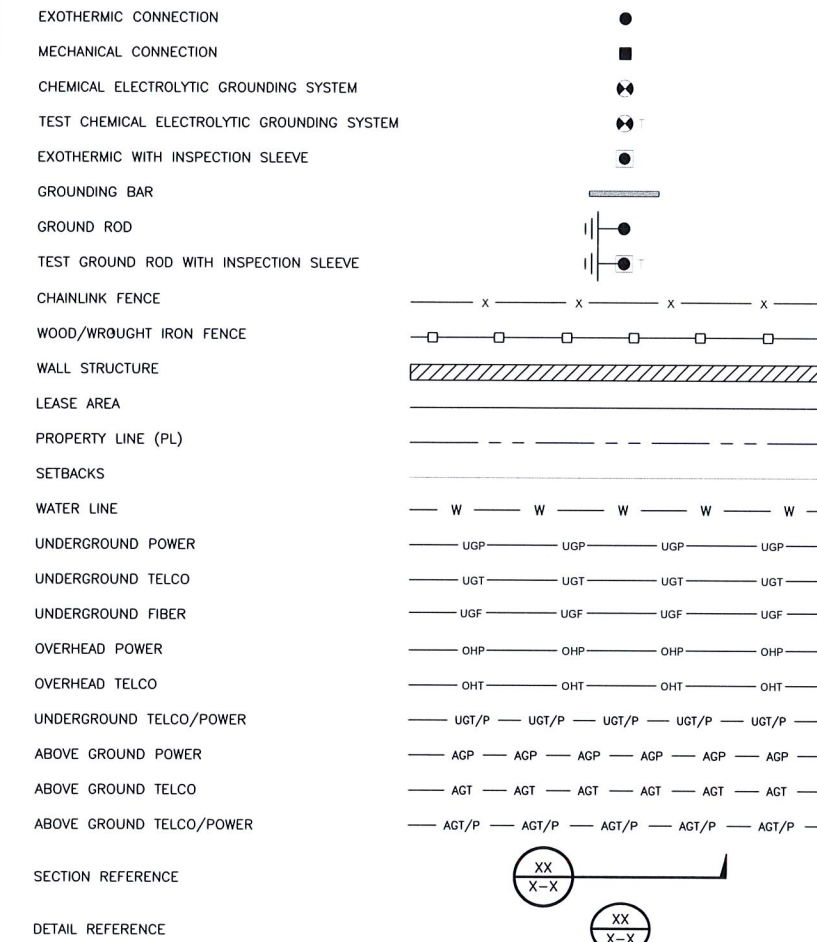 EXOTHERMIC CONNECTION
MECHANICAL CONNECTION
CHEMICAL ELECTROLYTIC GROUNDING SYSTEM
TEST CHEMICAL ELECTROLYTIC GROUNDING SYSTEM T
EXOTHERMIC WITH INSPECTION SLEEVE
GROUNDING BAR
GROUND ROD
TEST GROUND ROD WITH INSPECTION SLEEVE T
CHAINLINK FENCE X X X X
WOOD/WROUGHT IRON FENCE
WALL STRUCTURE
LEASE AREA
PROPERTY LINE (PL)
SETBACKS
WATER LINE W W W W W
UNDERGROUND POWER UGP UGP UGP UGP
UNDERGROUND TELCO UGT UGT UGT UGT
UNDERGROUND FIBER UGF UGF UGF UGF
OVERHEAD POWER OHP OHP OHP OHP
OVERHEAD TELCO OHT OHT OHT OHT
UNDERGROUND TELCO/POWER UGT/P UGT/P UGT/P UGT/P UGT/P
ABOVE GROUND POWER AGP AGP AGP AGP AGP AGP
ABOVE GROUND TELCO AGT AGT AGT AGT AGT AGT
ABOVE GROUND TELCO/POWER AGT/P AGT/P AGT/P AGT/P AGT/P
SECTION REFERENCE
XX
X-X
DETAIL REFERENCE
XX
X-X